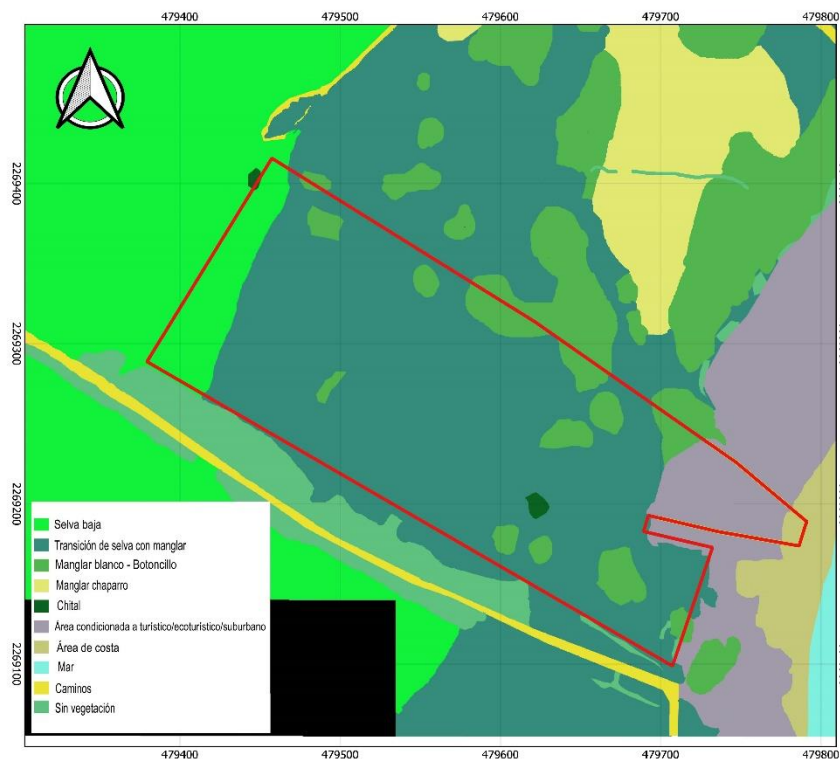 479400 479500 479600 479700 479800
2269400
2269300
2269200
2269100
Selva baja
Transición de selva con manglar
Manglar blanco - Botoncillo
Manglar chaparro
Chital
Área condicionada a turístico/ecoturístico/suburbano
Área de costa
Mar
Caminos
Sin vegetación
479400 479500 479600 479700 479800